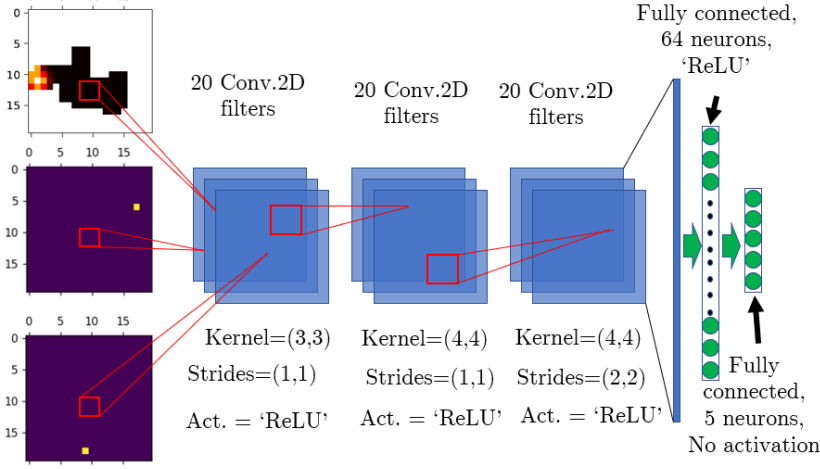 0 5 10 15
0
5
10
15
0 5 10 15
0
5
10
15
0 5 10 15
0
5
10
15
20 Conv.2D
filters
20 Conv.2D
filters
20 Conv.2D
filters
Kernel=(3,3)
Strides=(1,1)
Act. = ‘ReLU’
Kernel=(4,4)
Strides=(1,1)
Act. = ‘ReLU’
Kernel=(4,4)
Strides=(2,2)
Act. = ‘ReLU’
Fully connected,
64 neurons,
‘ReLU’
Fully
connected,
5 neurons,
No activation